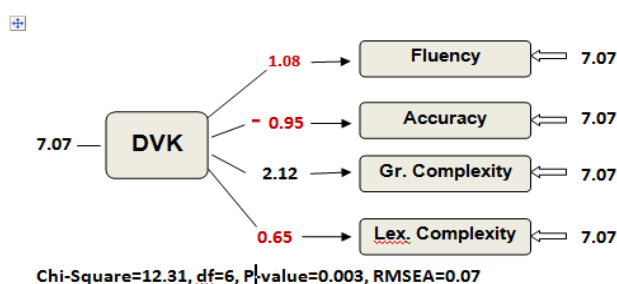 1.08 Fluency 7.07
7.07 DVK - 0.95 Accuracy 7.07
2.12 Gr. Complexity 7.07
0.65 Lex. Complexity 7.07
Chi-Square=12.31, df=6, P-value=0.003, RMSEA=0.07